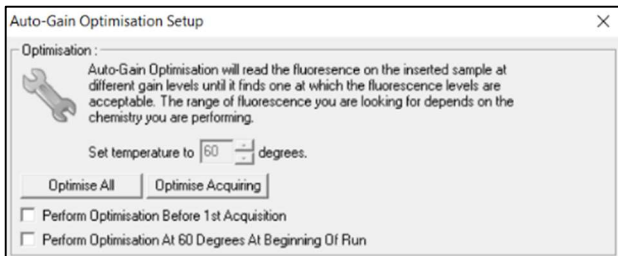 Auto-Gain Optimisation Setup
Optimisation :
Auto-Gain Optimisation will read the fluoresence on the inserted sample at
different gain levels until it finds one at which the fluorescence levels are
acceptable. The range of fluorescence you are looking for depends on the
chemistry you are performing.
Set temperature to 60 degrees.
Optimise All Optimise Acquiring
Perform Optimisation Before 1st Acquisition
Perform Optimisation At 60 Degrees At Beginning Of Run